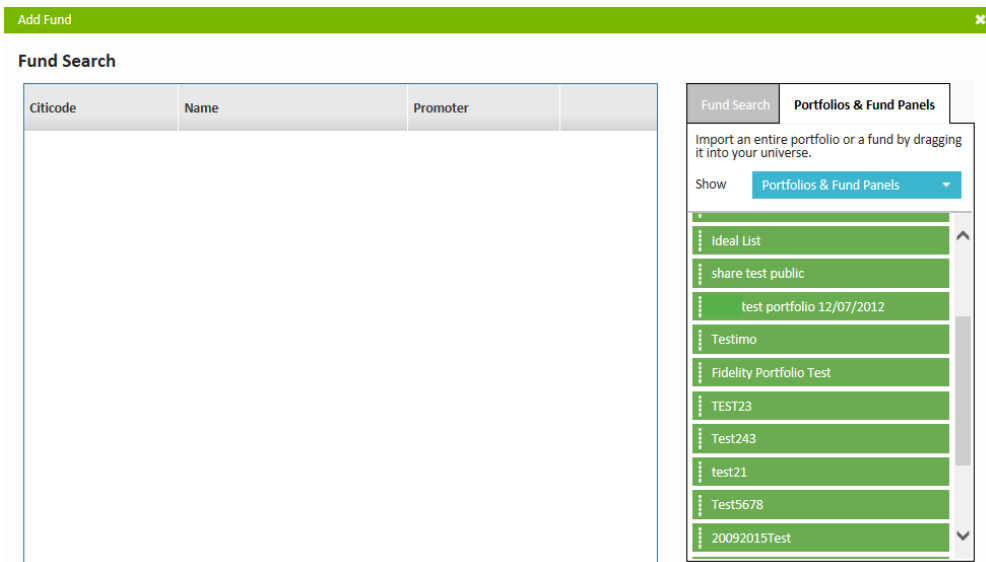 Add Fund
Fund Search
Citicode Name Promoter
Fund Search Portfolios & Fund Panels
Import an entire portfolio or a fund by dragging
it into your universe.
Show Portfolios & Fund Panels
Ideal List
share test public
test portfolio 12/07/2012
Testimo
Fidelity Portfolio Test
TEST23
Test243
test21
Test5678
20092015Test